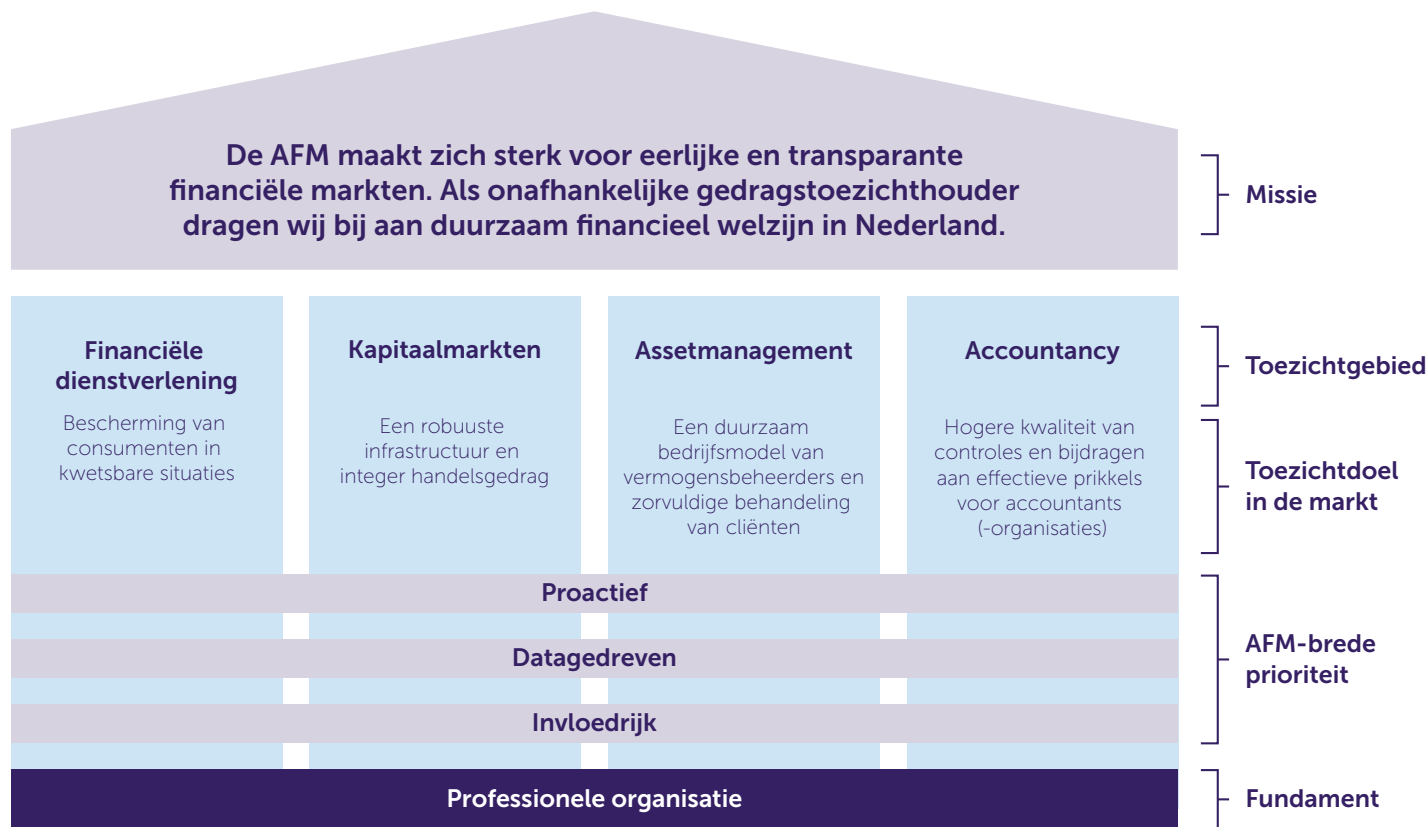 De AFM maakt zich sterk voor eerlijke en transparante
financiële markten. Als onafhankelijke gedragstoezichthouder
dragen wij bij aan duurzaam financieel welzijn in Nederland.
Missie
Financiële
dienstverlening
Bescherming van
consumenten in
kwetsbare situaties
Kapitaalmarkten
Een robuuste
infrastructuur en
integer handelsgedrag
Assetmanagement
Een duurzaam
bedrijfsmodel van
vermogensbeheerders en
zorvuldige behandeling
van cliënten
Accountancy
Hogere kwaliteit van
controles en bijdragen
aan effectieve prikkels
voor accountants
(-organisaties)
Toezichtgebied
Toezichtdoel
in de markt
Proactief
Datagedreven
Invloedrijk
AFM-brede
prioriteit
Professionele organisatie
Fundament